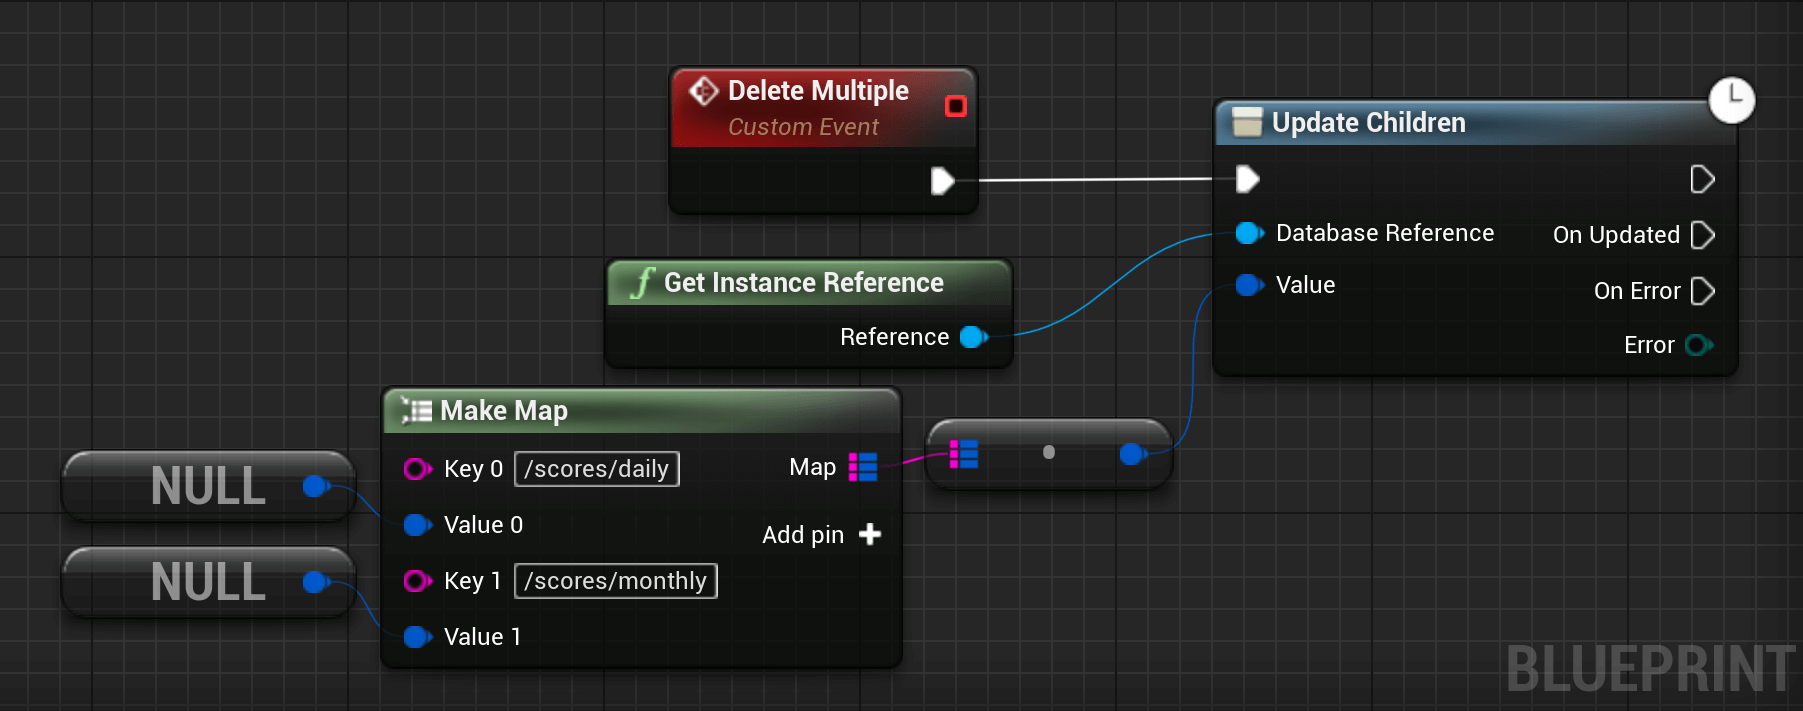 Delete Multiple
Custom Event
Update Children
Database Reference
On Updated
Value
On Error
Error
Get Instance Reference
Reference
Make Map
Key 0 /scores/daily
Map
Value 0
Add pin
Key 1 /scores/monthly
Value 1
NULL
NULL
BLUEPRINT